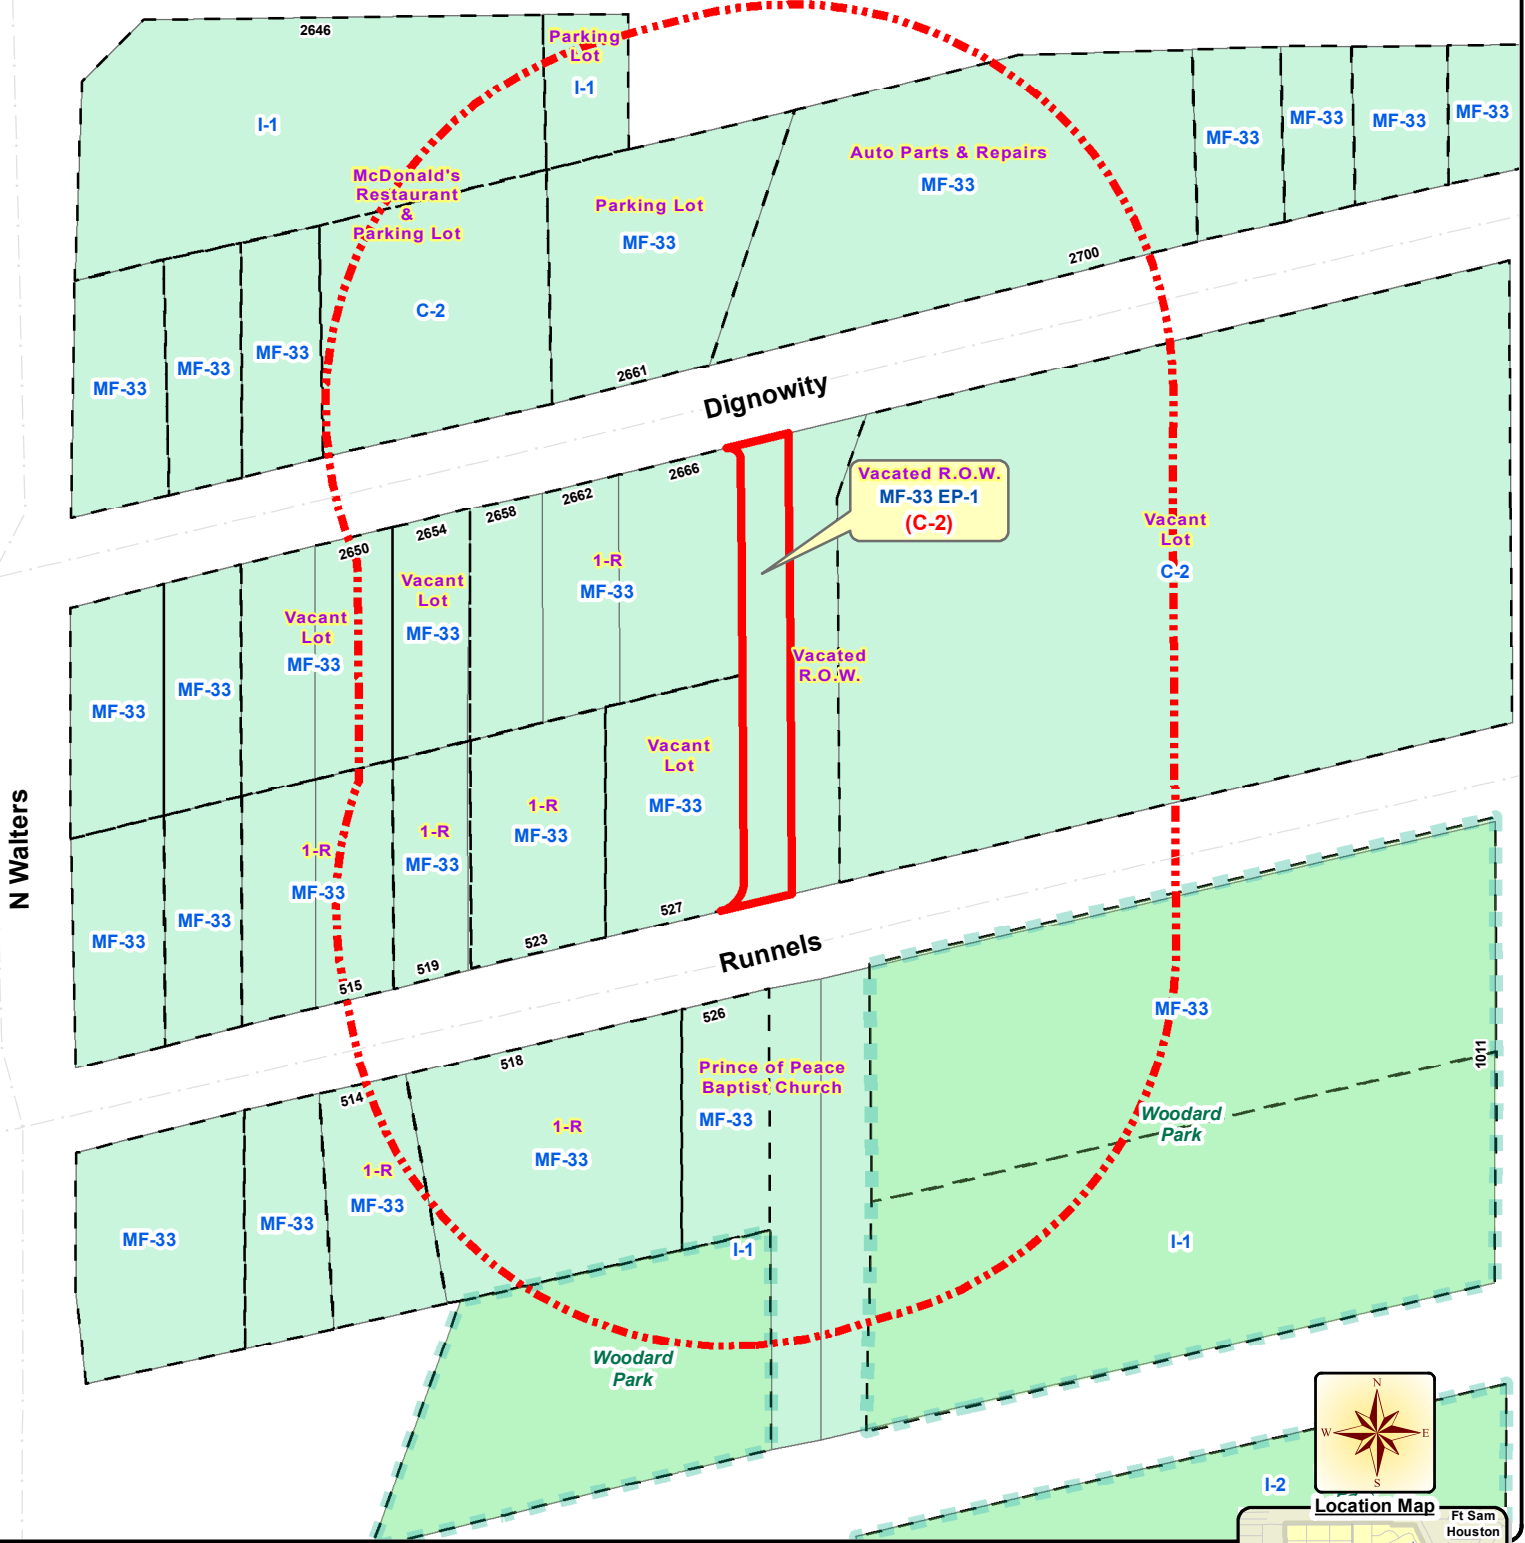 2646
Parking
Lot
I-1
I-1
MF-33
MF-33
MF-33
MF-33
Auto Parts & Repairs
MF-33
McDonald's
Restaurant
&
Parking Lot
Parking Lot
MF-33
2700
C-2
MF-33
MF-33
MF-33
2661
Dignowity
2666
Vacated R.O.W.
MF-33 EP-1
(C-2)
2662
2658
2654
2650
Vacant
Lot
C-2
1-R
MF-33
Vacant
Lot
MF-33
Vacant
Lot
MF-33
MF-33
MF-33
Vacated
R.O.W.
Vacant
Lot
MF-33
1-R
MF-33
1-R
MF-33
1-R
MF-33
MF-33
MF-33
N Walters
527
523
519
515
Runnels
MF-33
526
518
514
1011
Prince of Peace
Baptist Church
MF-33
Woodard
Park
1-R
MF-33
1-R
MF-33
MF-33
MF-33
I-1
I-1
Woodard
Park
N
W
E
S
I-2
Location Map
Ft Sam
Houston